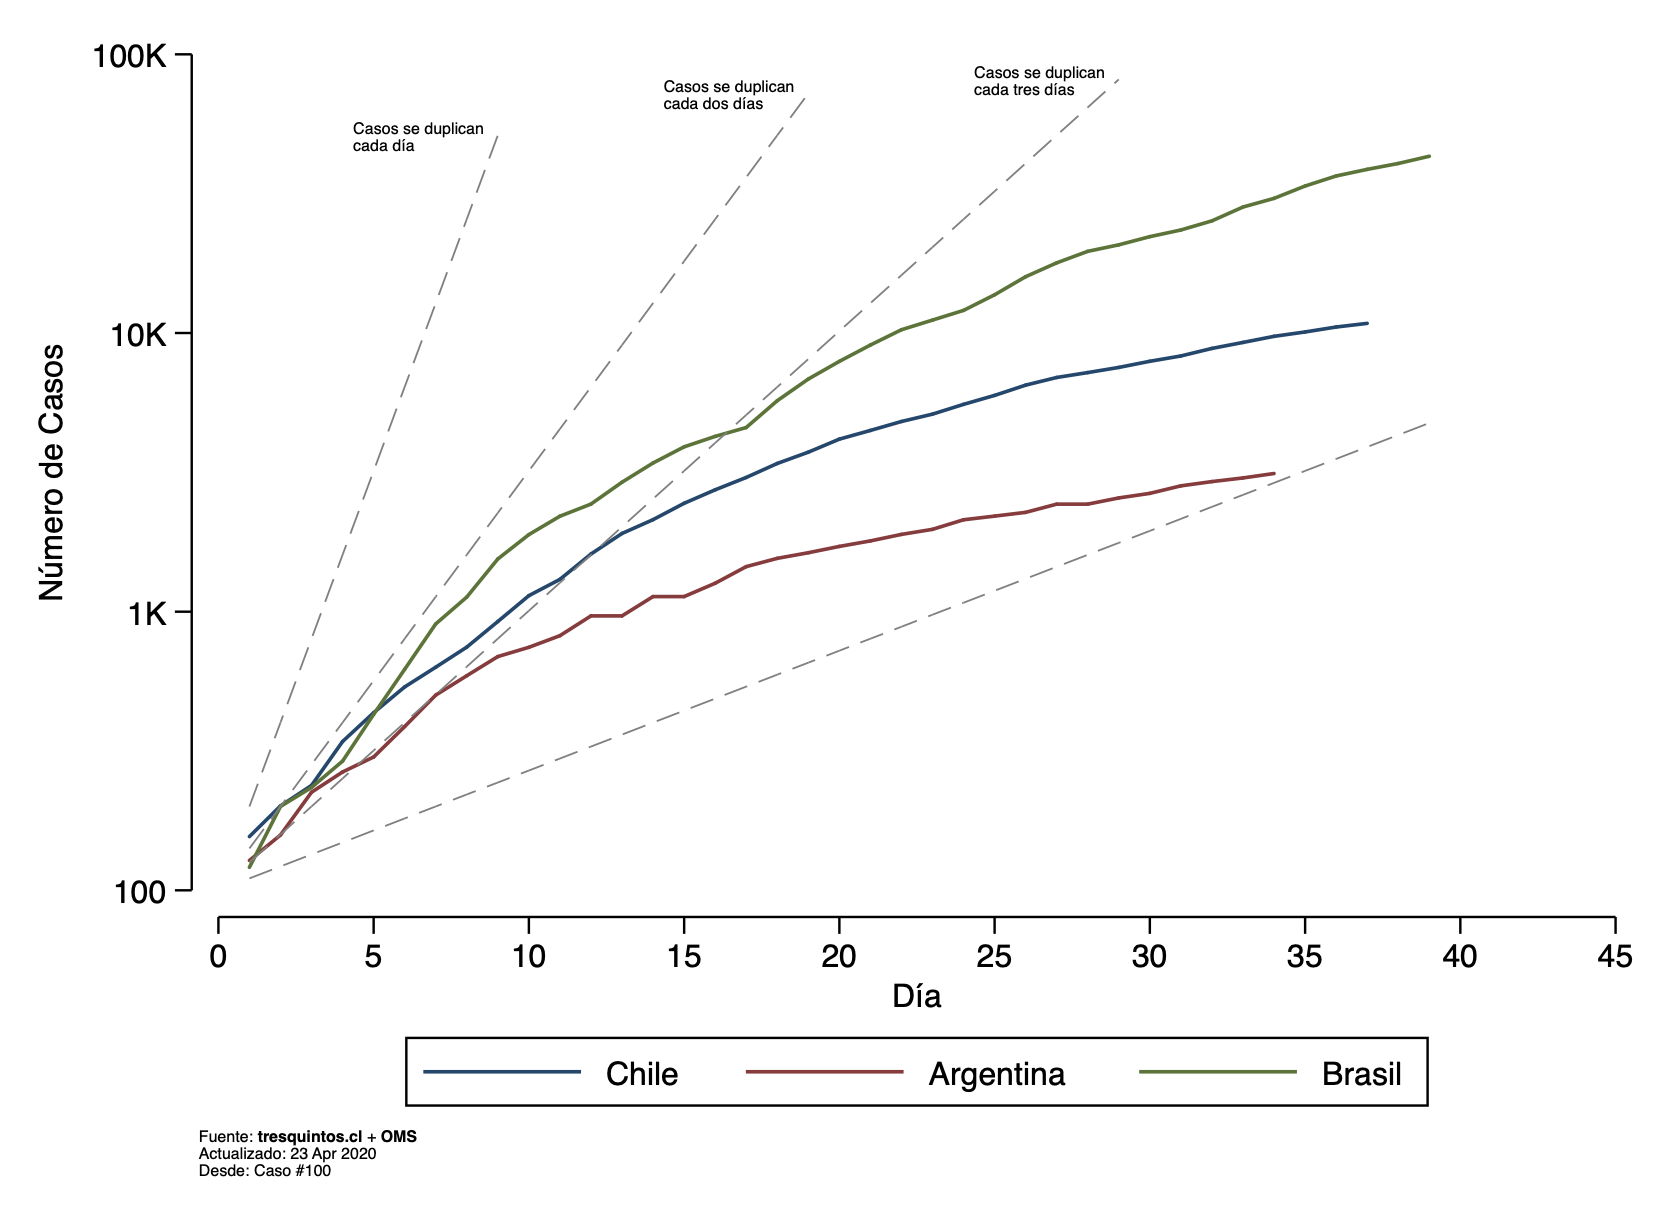 100K
10K
1K
100
Número de Casos
Casos se duplican
cada día
Casos se duplican
cada dos días
Casos se duplican
cada tres días
0 5 10 15 20 25 30 35 40 45
Día
Chile Argentina Brasil
Fuente: tresquintos.cl + OMS
Actualizado: 23 Apr 2020
Desde: Caso #100